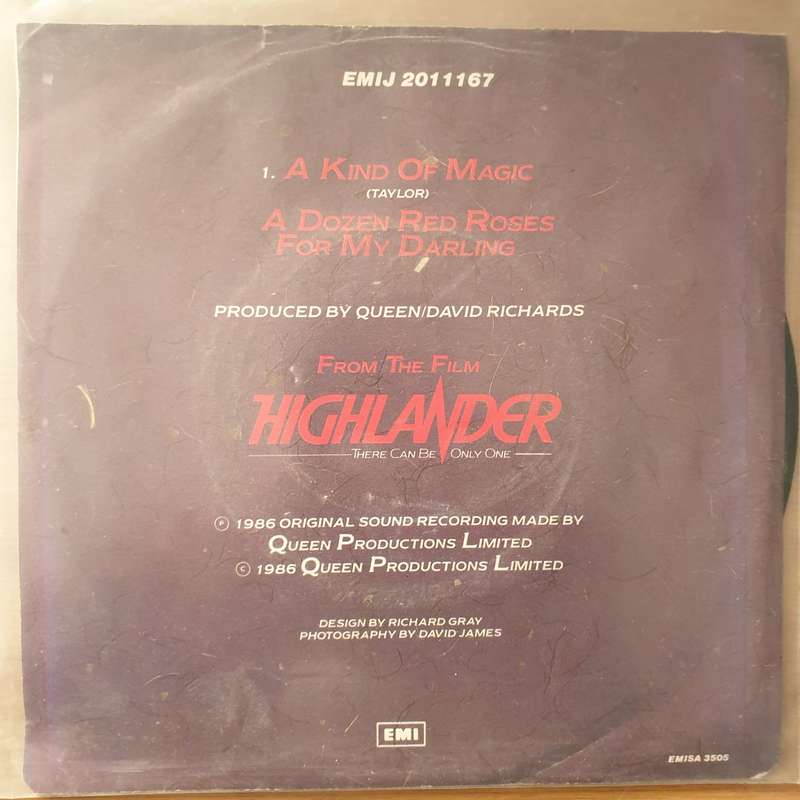 EMIJ 2011167
1. A KIND OF MAGIC
(TAYLOR)
A DOZEN RED ROSES
FOR MY DARLING
PRODUCED BY QUEEN/DAVID RICHARDS
FROM THE FILM
HIGHLANDER
THERE CAN BE ONLY ONE
Ⓟ 1986 ORIGINAL SOUND RECORDING MADE BY
QUEEN PRODUCTIONS LIMITED
© 1986 QUEEN PRODUCTIONS LIMITED
DESIGN BY RICHARD GRAY
PHOTOGRAPHY BY DAVID JAMES
EMI
EMISA 3505